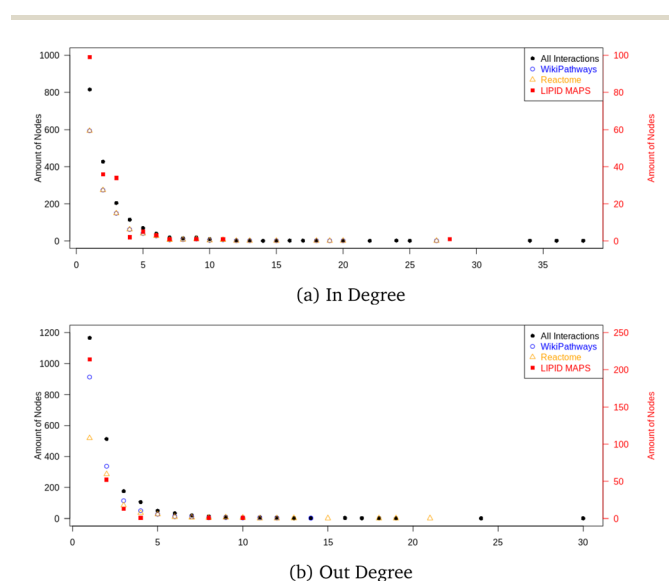 1000
800
600
400
200
0
Amount of Nodes
All Interactions
WikiPathways
Reactome
LIPID MAPS
100
80
60
40
20
0
Amount of Nodes
0 5 10 15 20 25 30 35
(a) In Degree
1200
1000
800
600
400
200
0
Amount of Nodes
All Interactions
WikiPathways
Reactome
LIPID MAPS
250
200
150
100
50
0
Amount of Nodes
0 5 10 15 20 25 30
(b) Out Degree